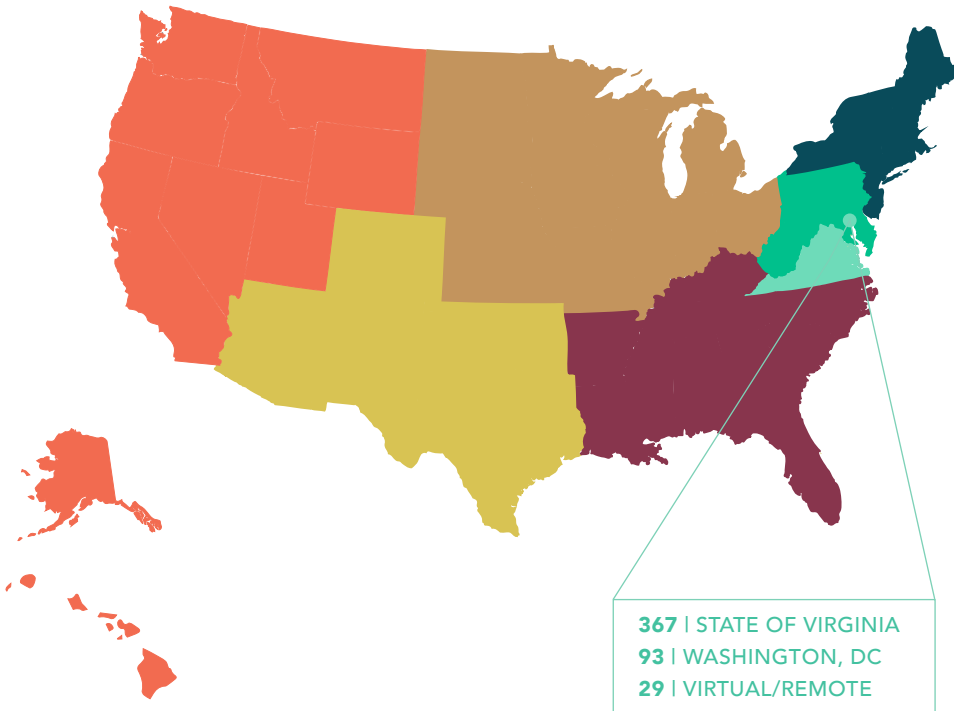 367 | STATE OF VIRGINIA
93 | WASHINGTON, DC
29 | VIRTUAL/REMOTE